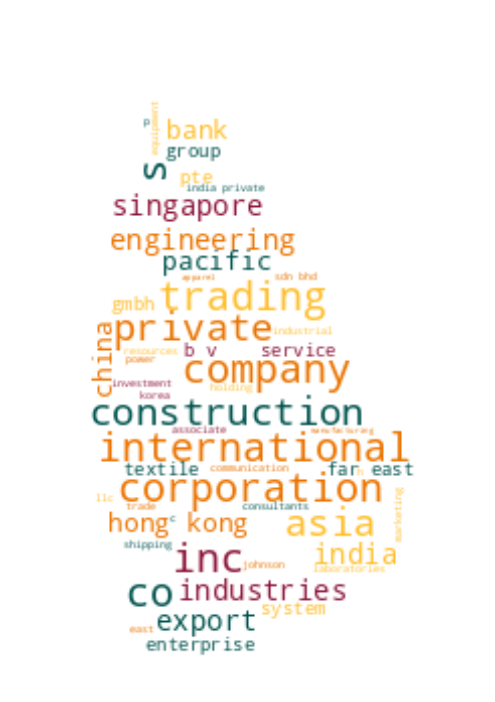 p
equipment
bank
group
s
pte
india private
singapore
engineering
pacific
apparel
sdn bhd
gmbh
trading
china
private
industrial
resources
b v
service
power
company
investment
holding
korea
construction
associate
manufacturing
international
textile
communication
far east
h
corporation
llc
trade
c
consultants
marketing
hong kong
asia
shipping
inc
johnson
india
laboratories
co
industries
system
export
east
enterprise